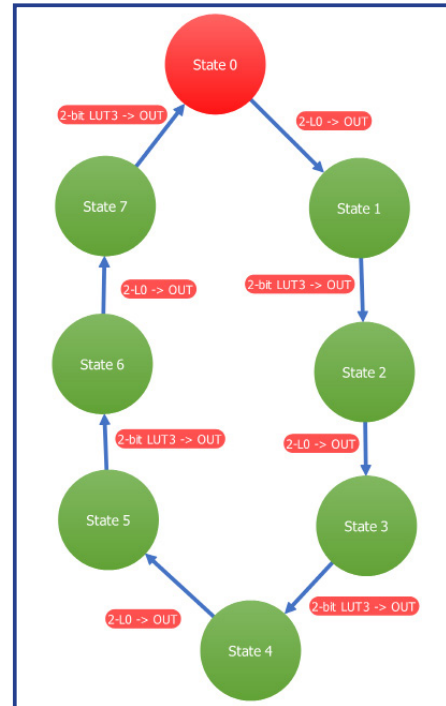 State 0
2-bit LUT3 -> OUT
2-L0 -> OUT
State 7
State 1
2-bit LUT3 -> OUT
2-L0 -> OUT
State 6
State 2
2-bit LUT3 -> OUT
2-L0 -> OUT
State 5
State 3
2-L0 -> OUT
2-bit LUT3 -> OUT
State 4